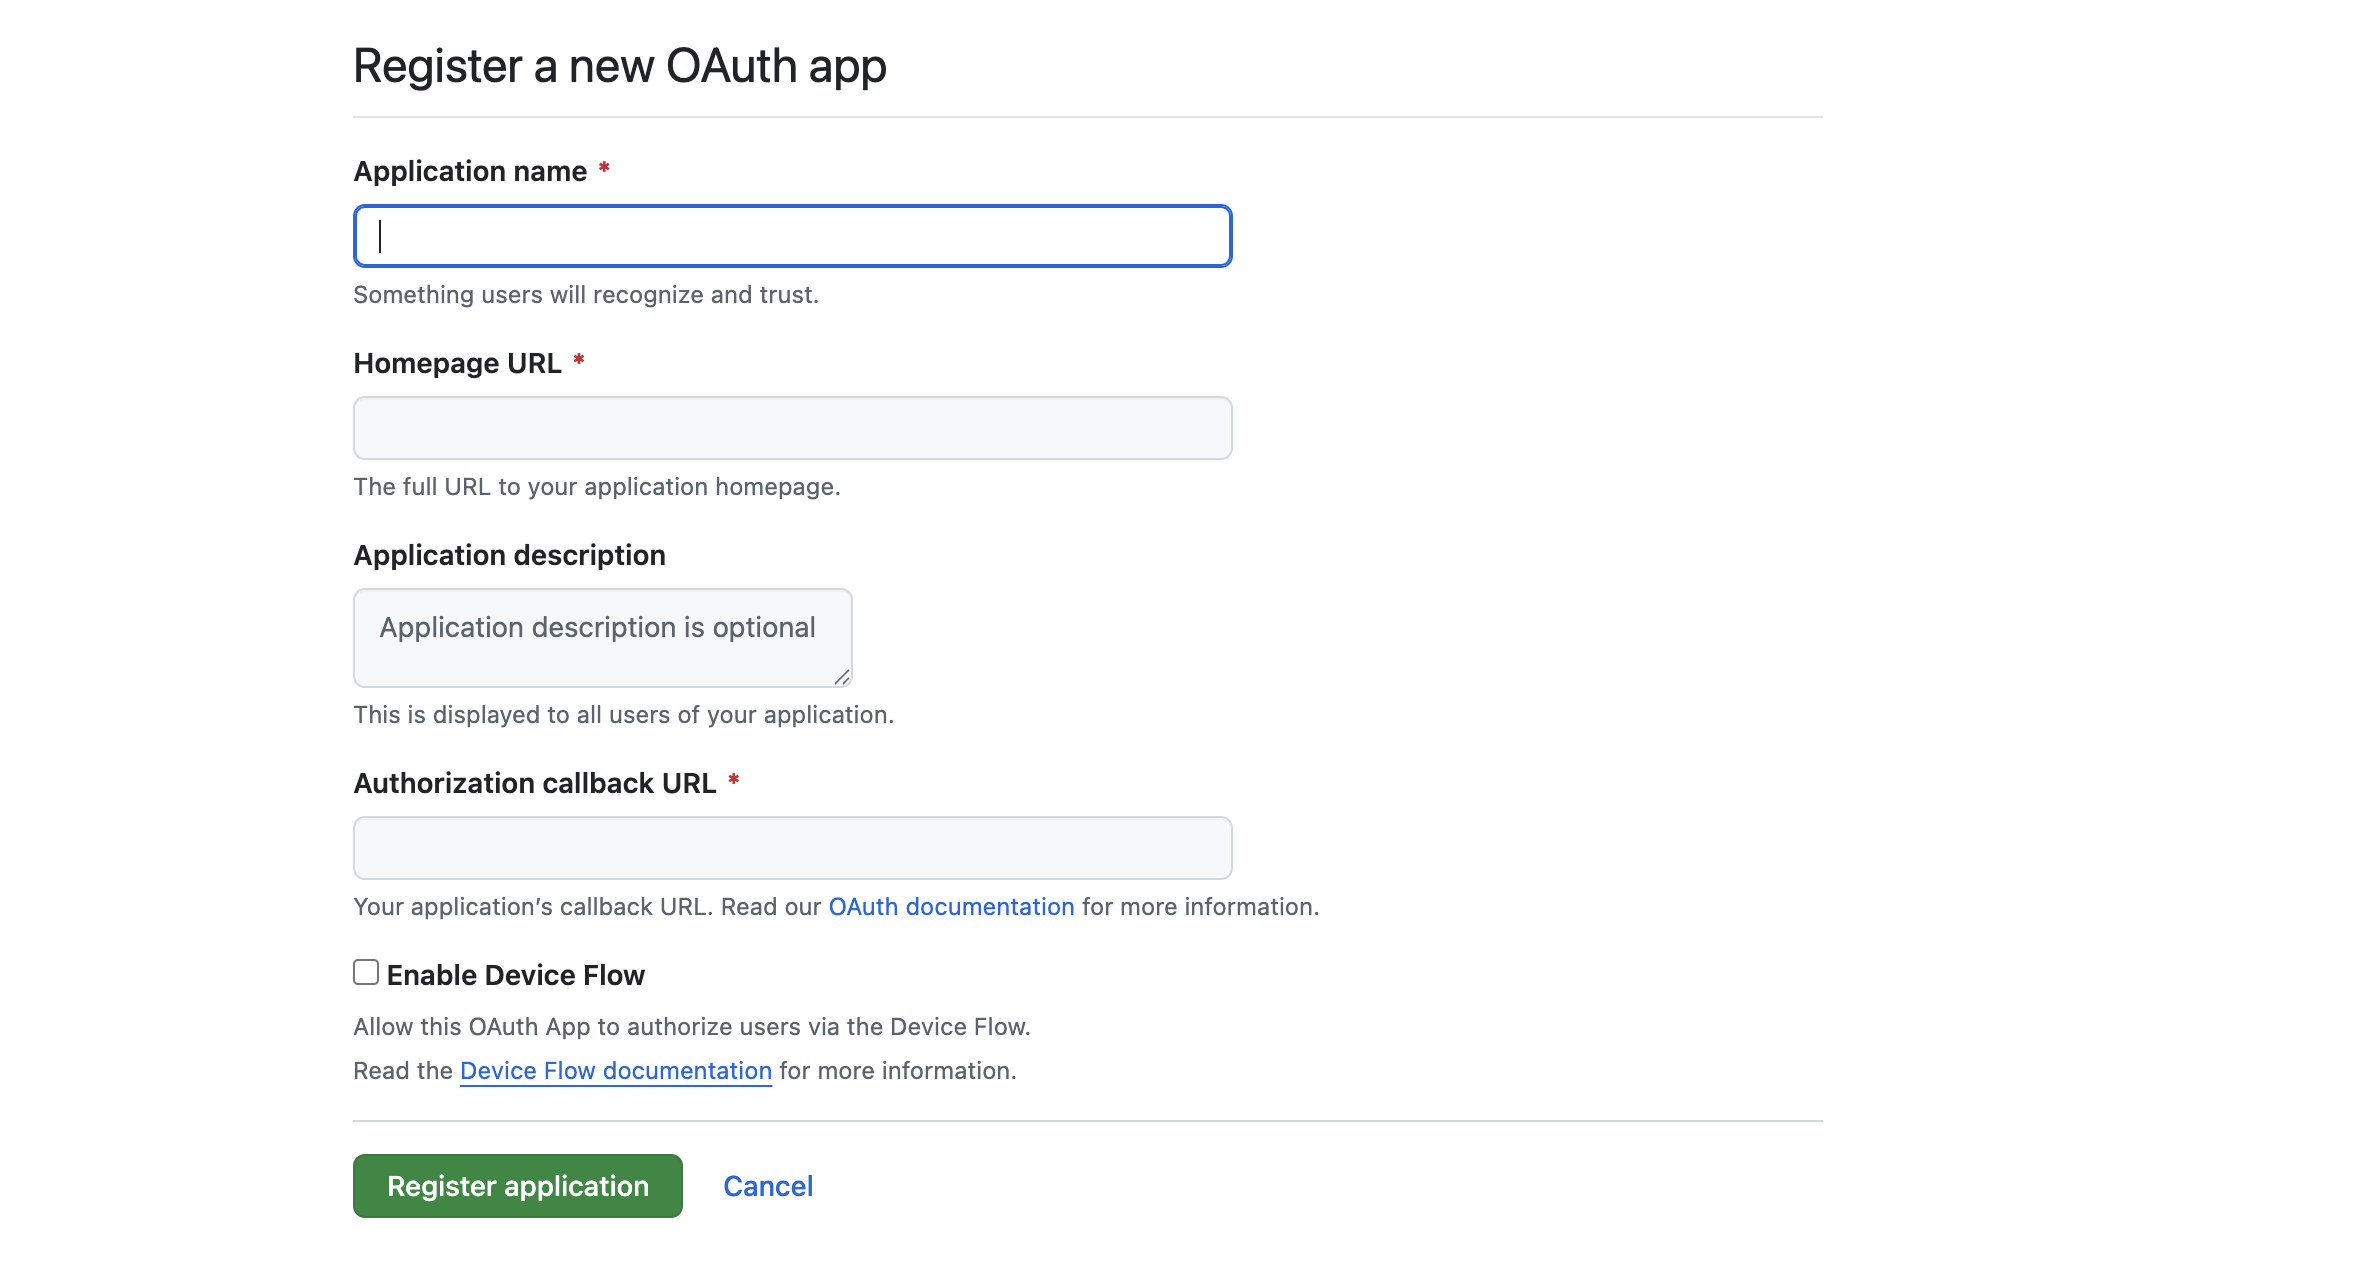 Register a new OAuth app
Application name *
Something users will recognize and trust.
Homepage URL *
The full URL to your application homepage.
Application description
Application description is optional
This is displayed to all users of your application.
Authorization callback URL *
Your application’s callback URL. Read our OAuth documentation for more information.
Enable Device Flow
Allow this OAuth App to authorize users via the Device Flow.
Read the Device Flow documentation for more information.
Register application Cancel